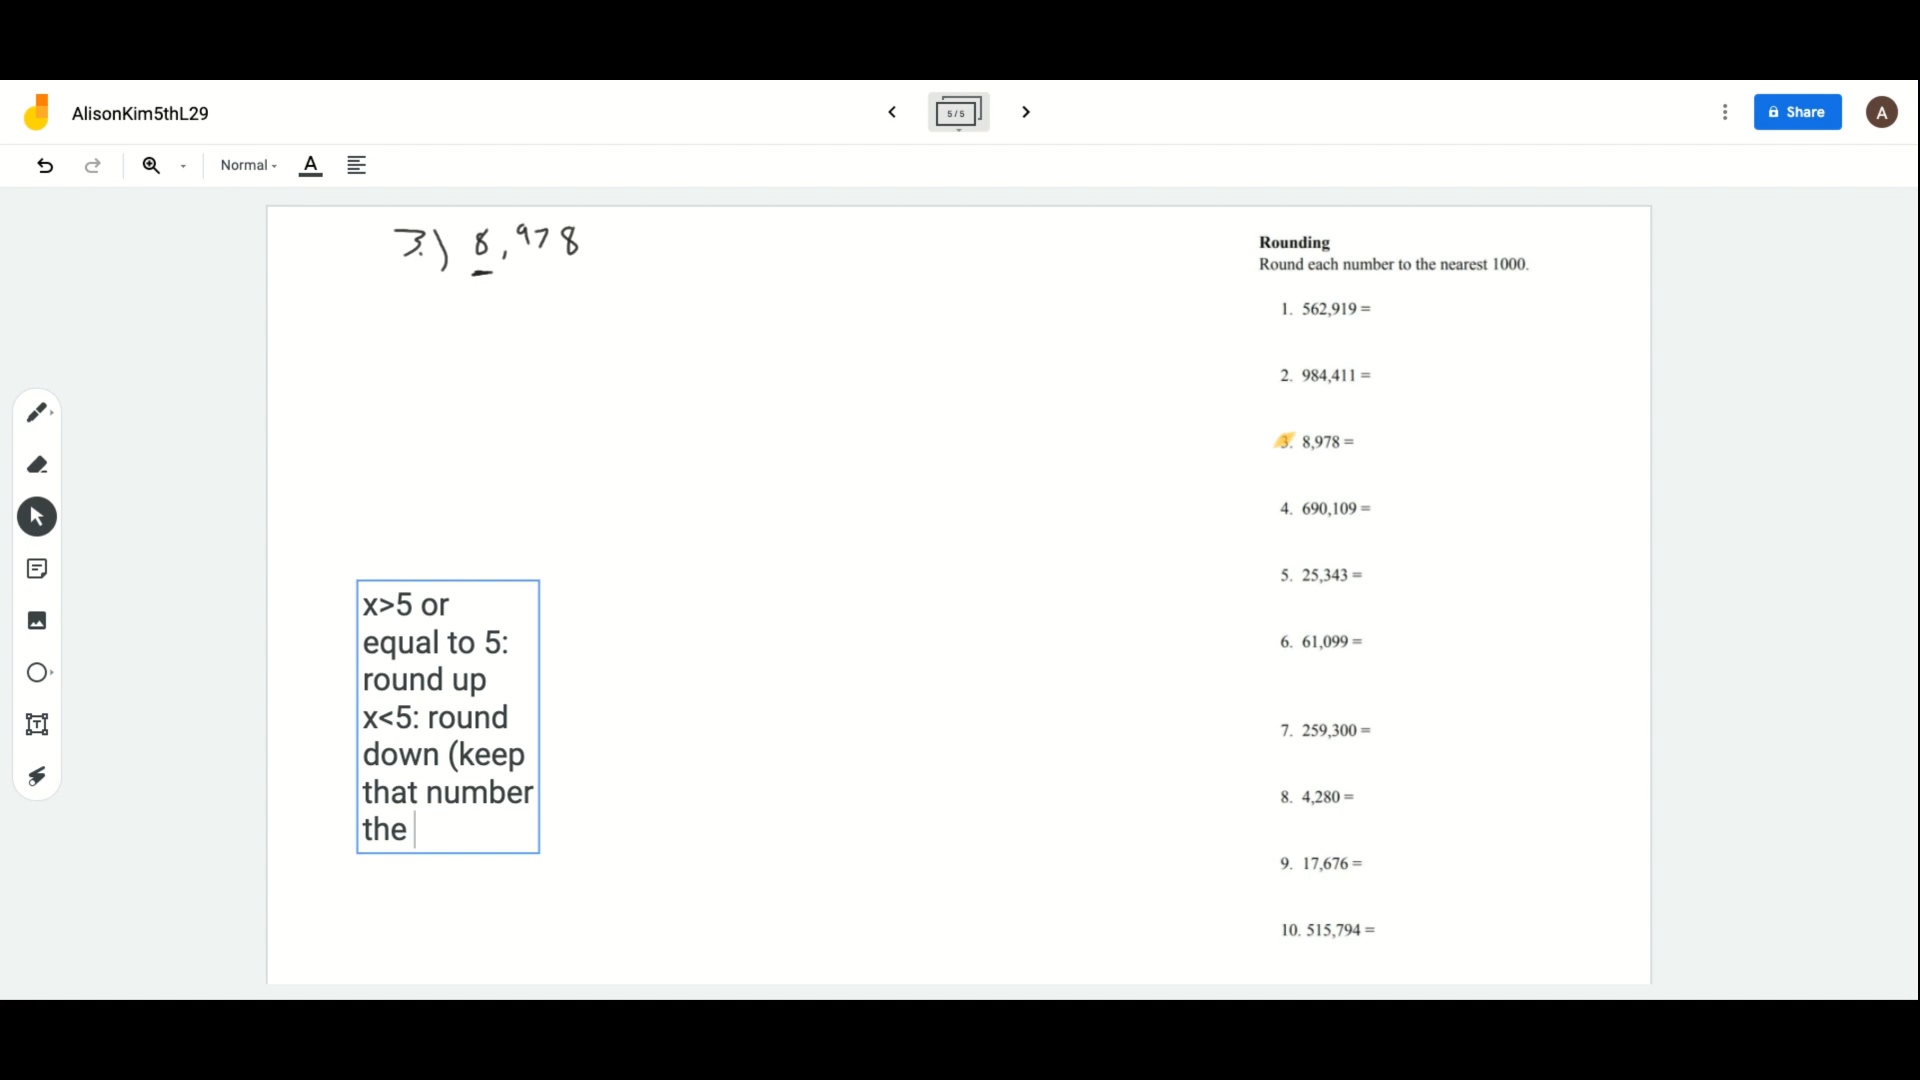 AlisonKim5thL29
5 / 5
Share
A
Normal
A
3.) 8,978
Rounding
Round each number to the nearest 1000.
1. 562,919 =
2. 984,411 =
3. 8,978 =
4. 690,109 =
5. 25,343 =
6. 61,099 =
7. 259,300 =
8. 4,280 =
9. 17,676 =
10. 515,794 =
x>5 or
equal to 5:
round up
x<5: round
down (keep
that number
the